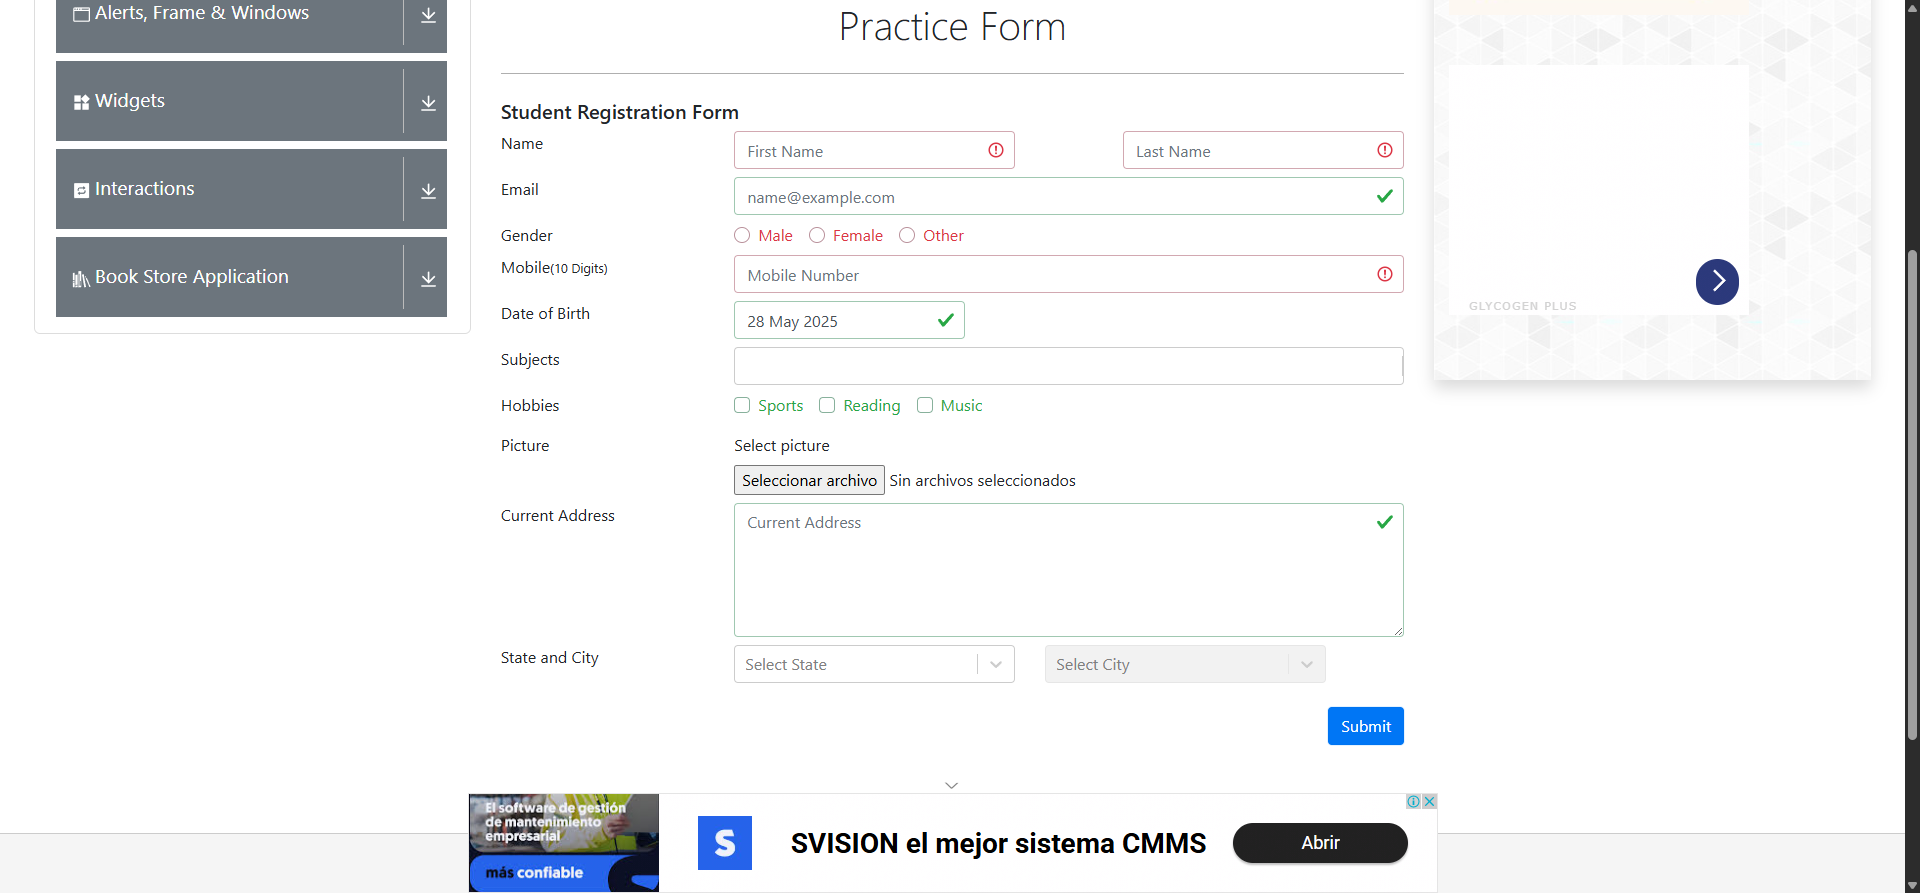 Alerts, Frame & Windows
Widgets
Interactions
Book Store Application
Practice Form
Student Registration Form
Name
First Name
Last Name
Email
name@example.com
Gender
Male
Female
Other
Mobile(10 Digits)
Mobile Number
Date of Birth
28 May 2025
Subjects
Hobbies
Sports
Reading
Music
Picture
Select picture
Seleccionar archivo Sin archivos seleccionados
Current Address
Current Address
State and City
Select State
Select City
Submit
GLYCOGEN PLUS
El software de gestión
de mantenimiento
empresarial
más confiable
S
SVISION el mejor sistema CMMS
Abrir